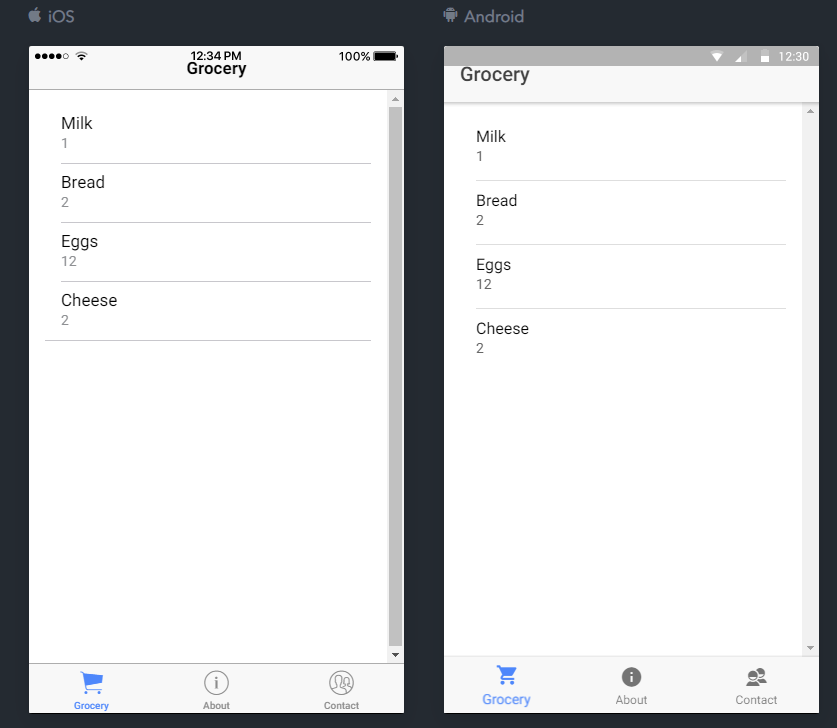 iOS
12:34 PM
100%
Grocery
Milk
1
Bread
2
Eggs
12
Cheese
2
Grocery
About
Contact
Android
12:30
Grocery
Milk
1
Bread
2
Eggs
12
Cheese
2
Grocery
About
Contact